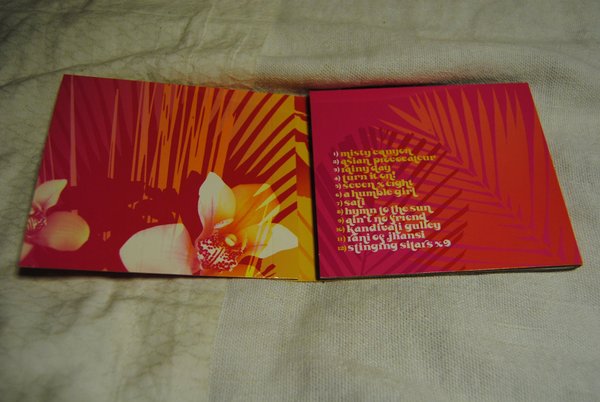 1) misty canyon
2) asian provocateur
3) rainy day
4) turn it on!
5) seven & eight
6) a humble girl
7) sati
8) hymn to the sun
9) ain't no friend
10) kandivali gulley
11) rani of jhansi
12) stinging sitars x 9